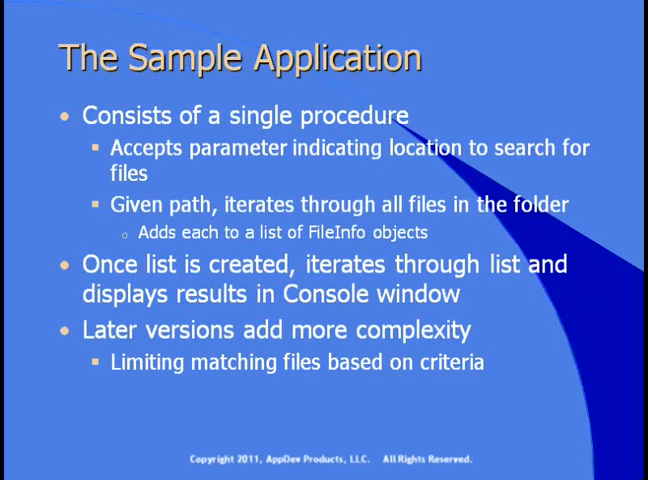 The Sample Application
Consists of a single procedure
Accepts parameter indicating location to search for
files
Given path, iterates through all files in the folder
Adds each to a list of FileInfo objects
Once list is created, iterates through list and
displays results in Console window
Later versions add more complexity
Limiting matching files based on criteria
Copyright 2011, AppDev Products, LLC. All Rights Reserved.